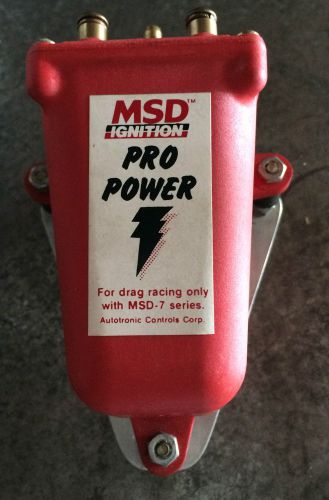 MSD™
IGNITION
PRO
POWER
For drag racing only
with MSD-7 series.
Autotronic Controls Corp.